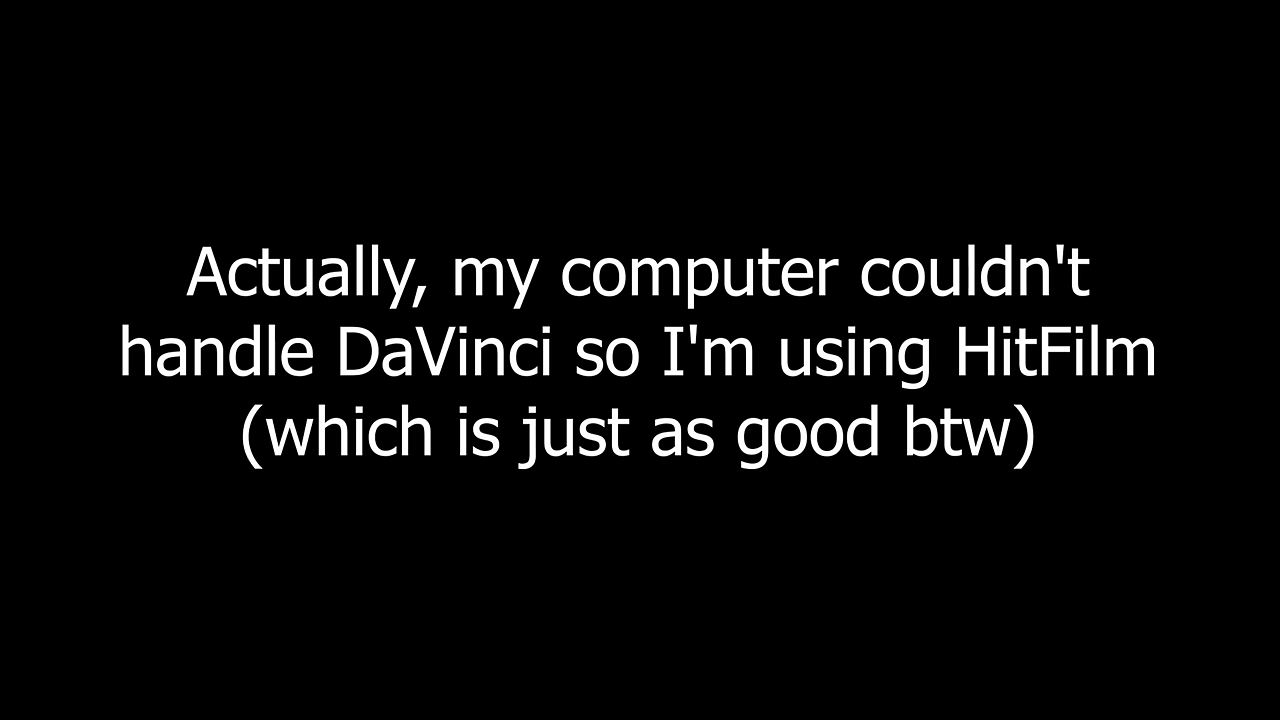 Actually, my computer couldn't
handle DaVinci so I'm using HitFilm
(which is just as good btw)